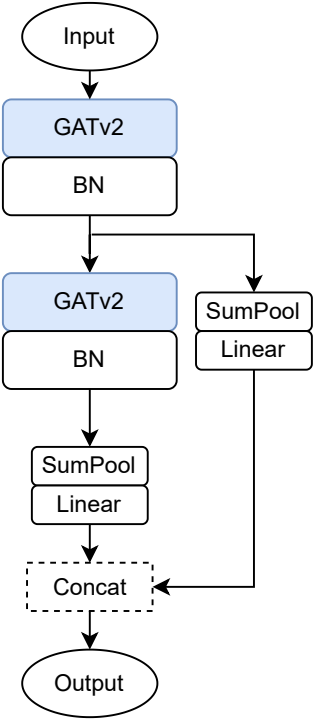 Input
GATv2
BN
GATv2
BN
SumPool
Linear
SumPool
Linear
Concat
Output